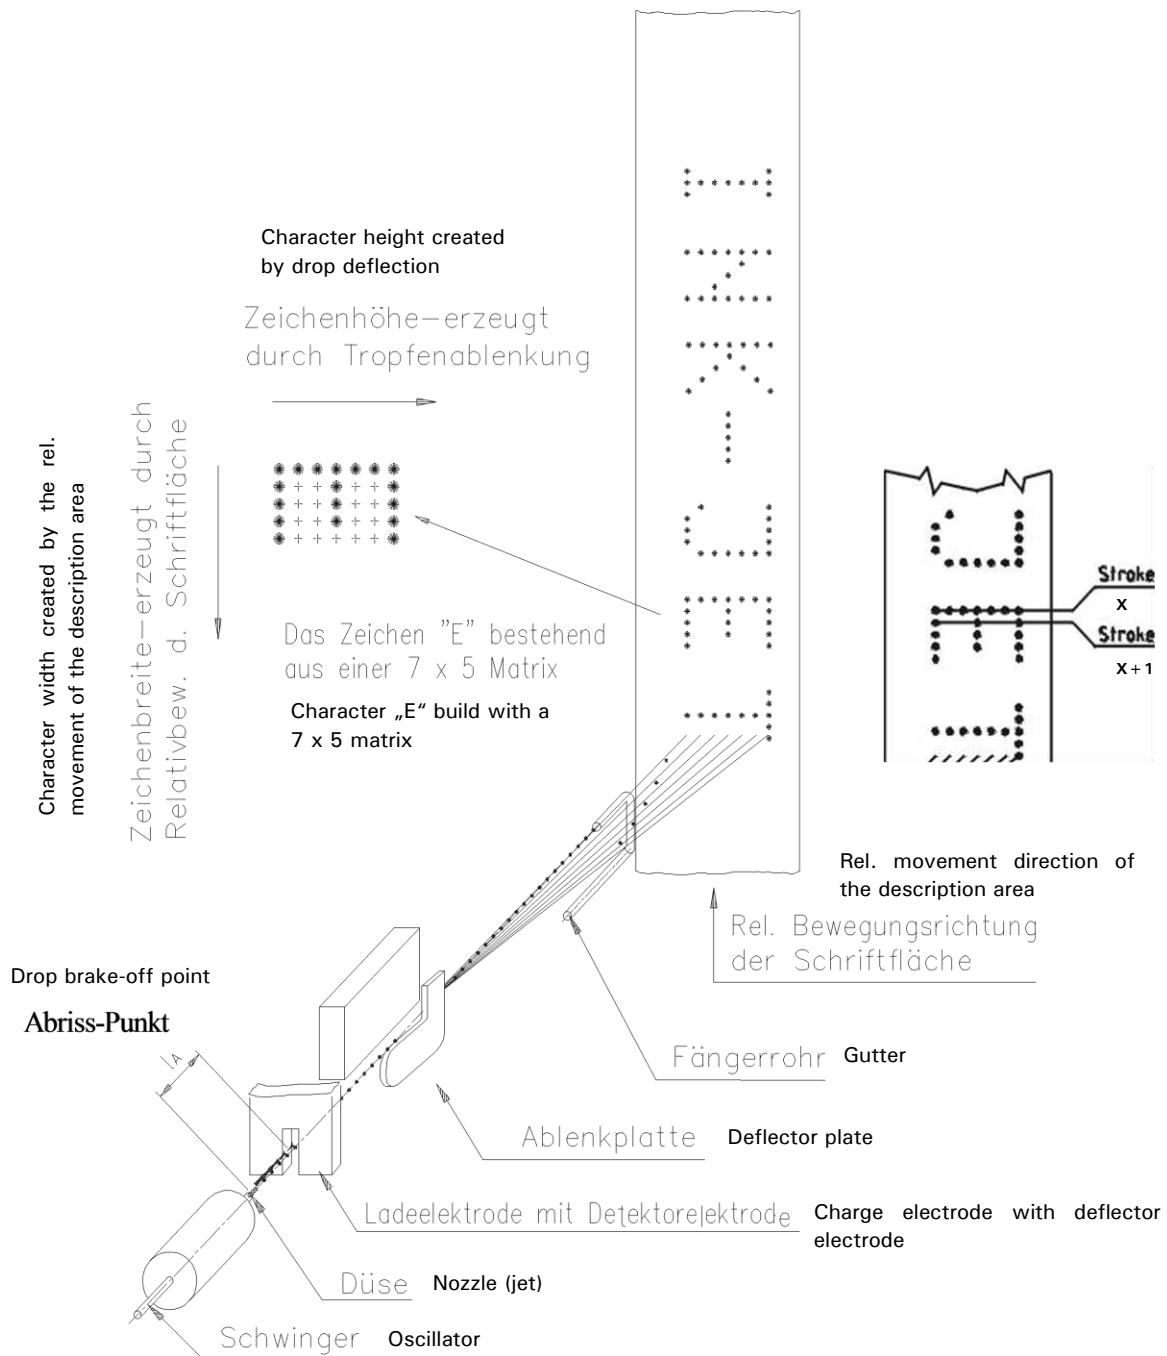 Character height created
by drop deflection
Zeichenhöhe–erzeugt
durch Tropfenablenkung
Character width created by the rel.
movement of the description area
Zeichenbreite–erzeugt durch
Relativbew. d. Schriftfläche
Das Zeichen "E" bestehend
aus einer 7 x 5 Matrix
Character „E“ build with a
7 x 5 matrix
INK-JET
Stroke
X
Stroke
X+1
Rel. movement direction of
the description area
Rel. Bewegungsrichtung
der Schriftfläche
Drop brake-off point
Abriss-Punkt
lA
Fängerrohr Gutter
Ablenkplatte Deflector plate
Ladeelektrode mit Detektorelektrode Charge electrode with deflector
electrode
Düse Nozzle (jet)
Schwinger Oscillator